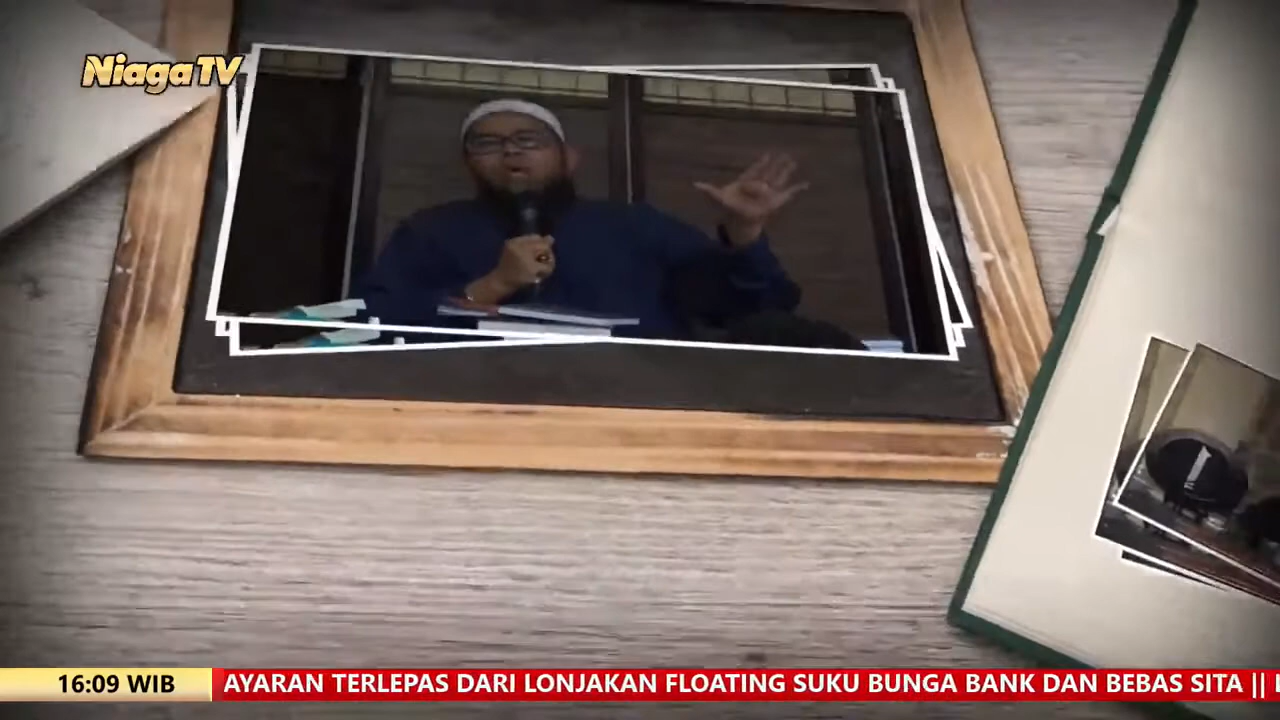 NiagaTV
16:09 WIB
AYARAN TERLEPAS DARI LONJAKAN FLOATING SUKU BUNGA BANK DAN BEBAS SITA ||